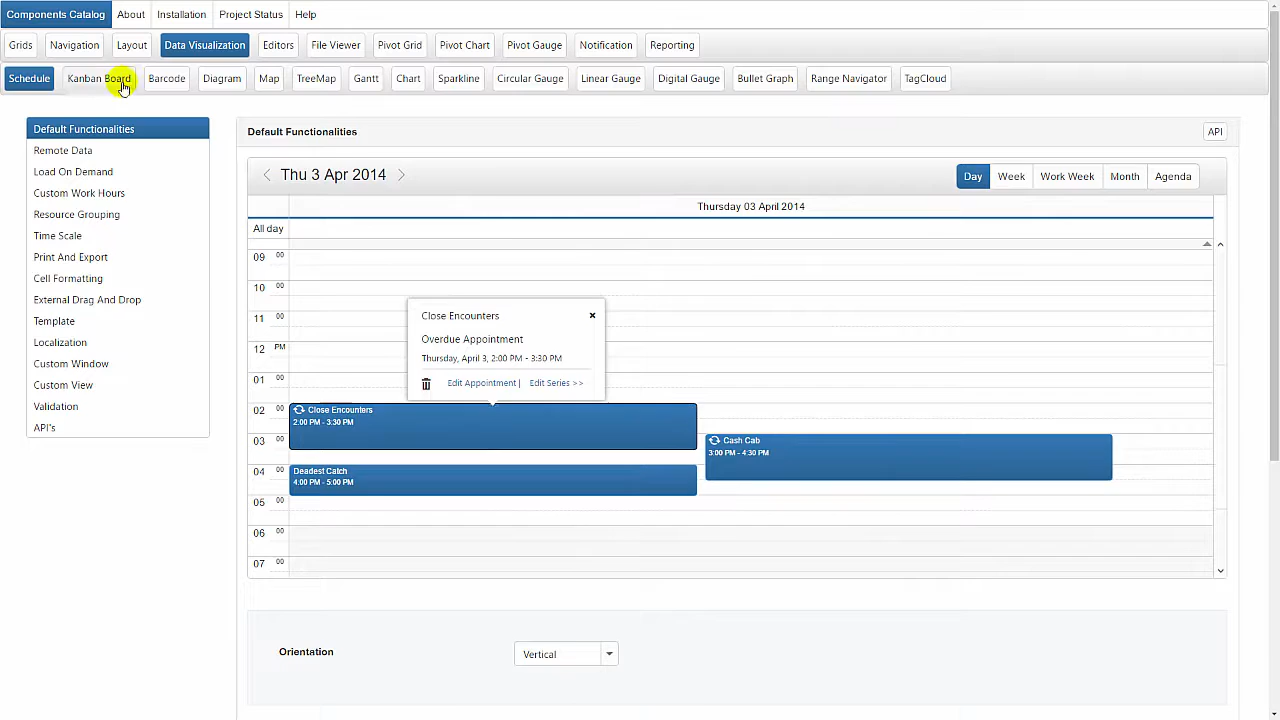 Components Catalog About Installation Project Status Help
Grids Navigation Layout Data Visualization Editors File Viewer Pivot Grid Pivot Chart Pivot Gauge Notification Reporting
Schedule Kanban Board Barcode Diagram Map TreeMap Gantt Chart Sparkline Circular Gauge Linear Gauge Digital Gauge Bullet Graph Range Navigator TagCloud
Default Functionalities
Remote Data
Load On Demand
Custom Work Hours
Resource Grouping
Time Scale
Print And Export
Cell Formatting
External Drag And Drop
Template
Localization
Custom Window
Custom View
Validation
API's
Default Functionalities API
Thu 3 Apr 2014 Day Week Work Week Month Agenda
Thursday 03 April 2014
All day
09 00
10 00
11 00
12 PM
01 00
02 00
03 00
04 00
05 00
06 00
07 00
Close Encounters
Overdue Appointment
Thursday, April 3, 2:00 PM - 3:30 PM
Edit Appointment | Edit Series >>
Close Encounters
2:00 PM - 3:30 PM
Cash Cab
3:00 PM - 4:30 PM
Deadest Catch
4:00 PM - 5:00 PM
Orientation Vertical